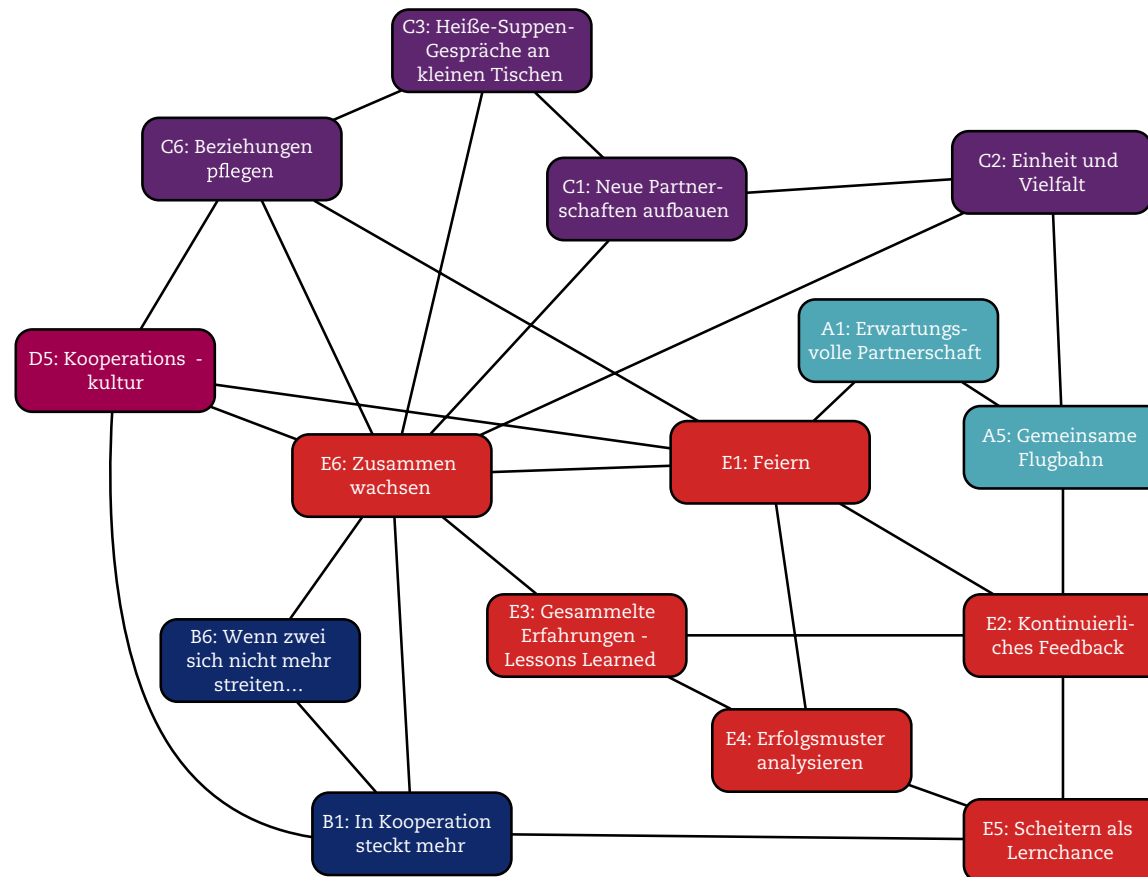 C3: Heiße-Suppen-
Gespräche an
kleinen Tischen
C6: Beziehungen
pflegen
C1: Neue Partner-
schaften aufbauen
C2: Einheit und
Vielfalt
A1: Erwartungs-
volle Partnerschaft
D5: Kooperations -
kultur
A5: Gemeinsame
Flugbahn
E6: Zusammen
wachsen
E1: Feiern
E3: Gesammelte
Erfahrungen -
Lessons Learned
E2: Kontinuierli-
ches Feedback
B6: Wenn zwei
sich nicht mehr
streiten...
E4: Erfolgsmuster
analysieren
B1: In Kooperation
steckt mehr
E5: Scheitern als
Lernchance